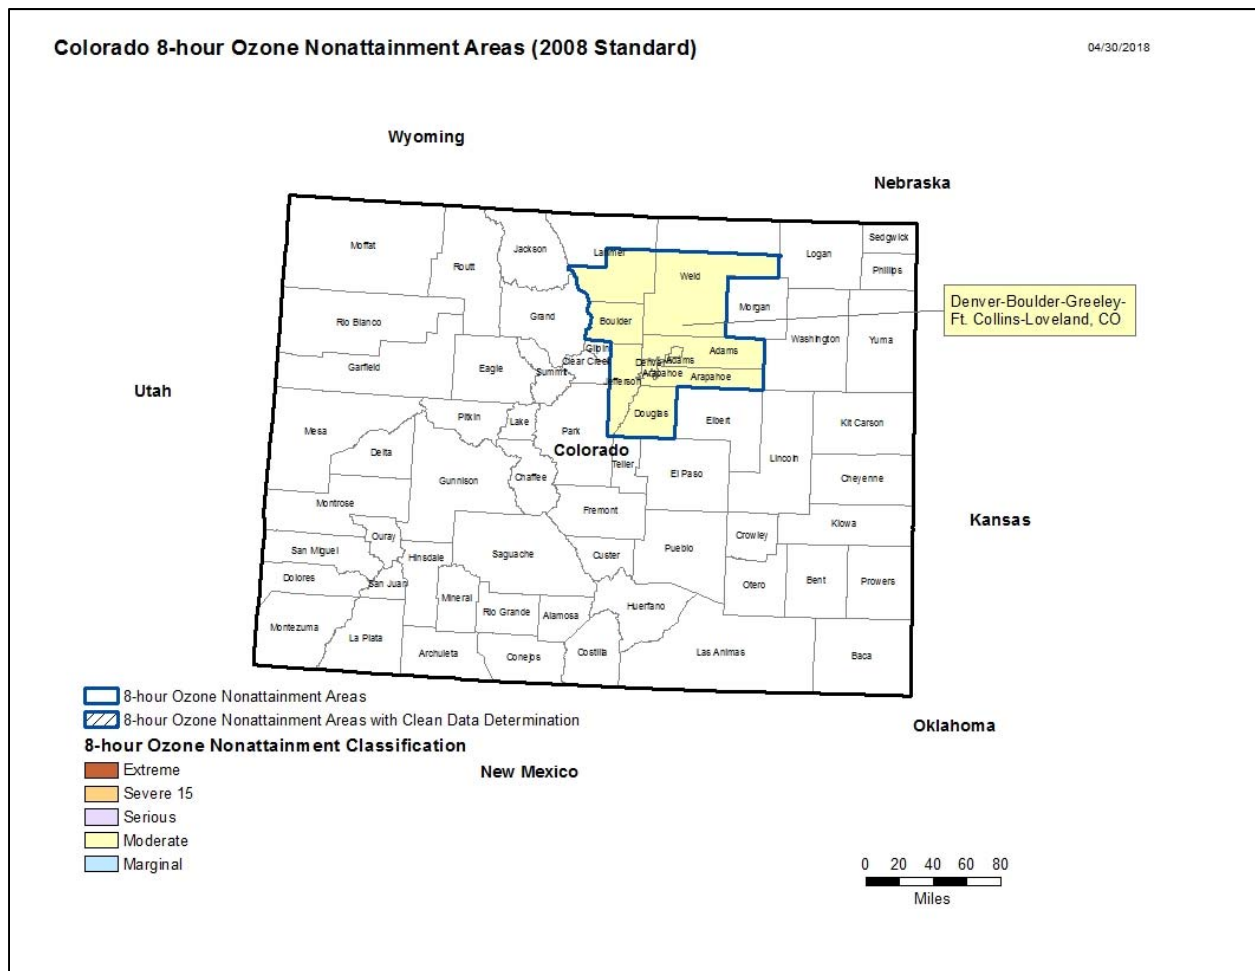 Colorado 8-hour Ozone Nonattainment Areas (2008 Standard)
04/30/2018
Wyoming
Nebraska
Sedgwick
Moffat
Jackson
Larimer
Logan
Routt
Weld
Phillips
Morgan
Denver-Boulder-Greeley-
Ft. Collins-Loveland, CO
Grand
Boulder
Rio Blanco
Washington
Yuma
Gilpin
Adams
Clear Creek
Denver
Adams
Garfield
Eagle
Summit
Arapahoe
Arapahoe
Jefferson
Utah
Pitkin
Lake
Douglas
Elbert
Kit Carson
Mesa
Park
Colorado
Delta
Lincoln
Teller
El Paso
Gunnison
Chaffee
Cheyenne
Montrose
Fremont
Kansas
Kiowa
Ouray
Crowley
San Miguel
Hinsdale
Saguache
Custer
Pueblo
Dolores
San Juan
Otero
Bent
Prowers
Mineral
Rio Grande
Alamosa
Huerfano
Montezuma
La Plata
Archuleta
Conejos
Costilla
Las Animas
Baca
8-hour Ozone Nonattainment Areas
8-hour Ozone Nonattainment Areas with Clean Data Determination
Oklahoma
8-hour Ozone Nonattainment Classification
New Mexico
Extreme
Severe 15
Serious
Moderate
Marginal
0 20 40 60 80
Miles